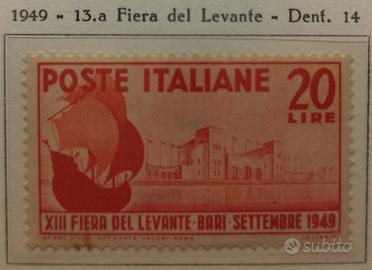 1949 - 13.a Fiera del Levante - Dent. 14
POSTE ITALIANE
20
LIRE
XIII FIERA DEL LEVANTE·BARI·SETTEMBRE 1949
subito